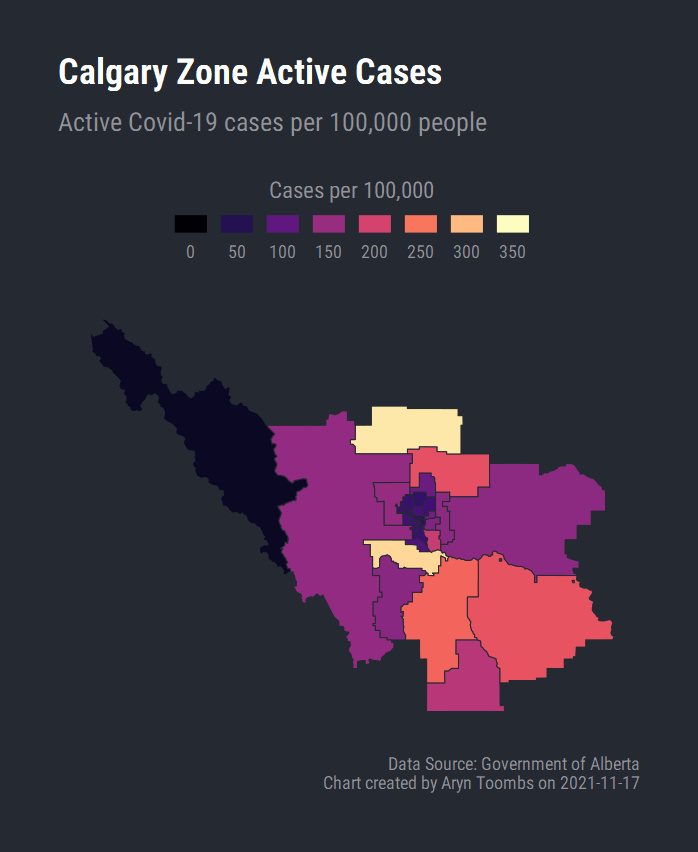 Calgary Zone Active Cases
Active Covid-19 cases per 100,000 people
Cases per 100,000
0 50 100 150 200 250 300 350
Data Source: Government of Alberta
Chart created by Aryn Toombs on 2021-11-17